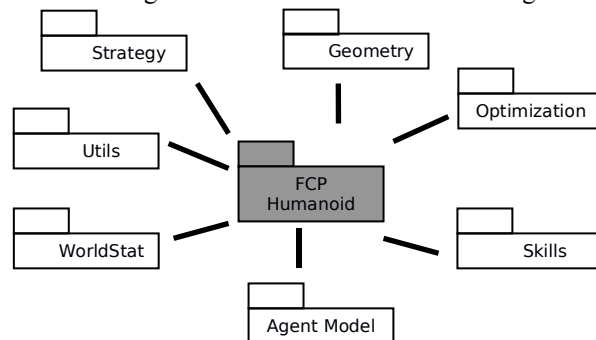 Strategy
Geometry
Optimization
Utils
FCP
Humanoid
WorldStat
Skills
Agent Model